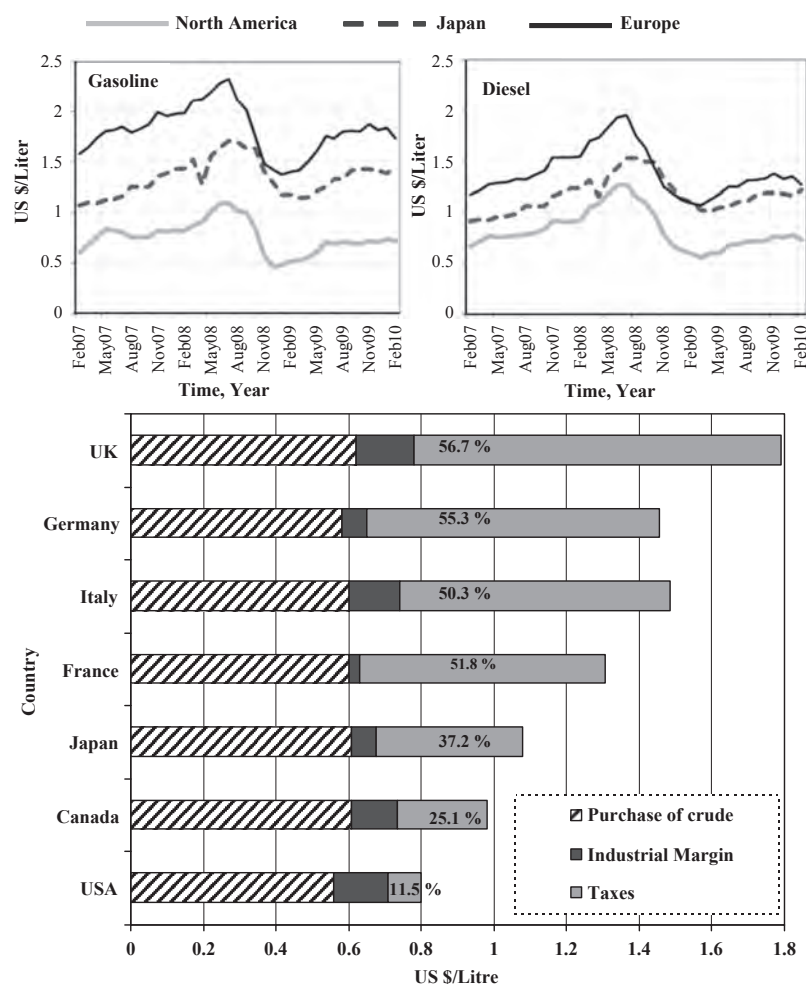 North America Japan Europe
2.5
2
1.5
1
0.5
0
US $/Liter
Gasoline
Feb07 May07 Aug07 Nov07 Feb08 May08 Aug08 Nov08 Feb09 May09 Aug09 Nov09 Feb10
Time, Year
2.5
2
1.5
1
0.5
0
US $/Liter
Diesel
Feb07 May07 Aug07 Nov07 Feb08 May08 Aug08 Nov08 Feb09 May09 Aug09 Nov09 Feb10
Time, Year
Country
UK 56.7 %
Germany 55.3 %
Italy 50.3 %
France 51.8 %
Japan 37.2 %
Canada 25.1 %
USA 11.5 %
Purchase of crude
Industrial Margin
Taxes
0 0.2 0.4 0.6 0.8 1 1.2 1.4 1.6 1.8
US $/Litre